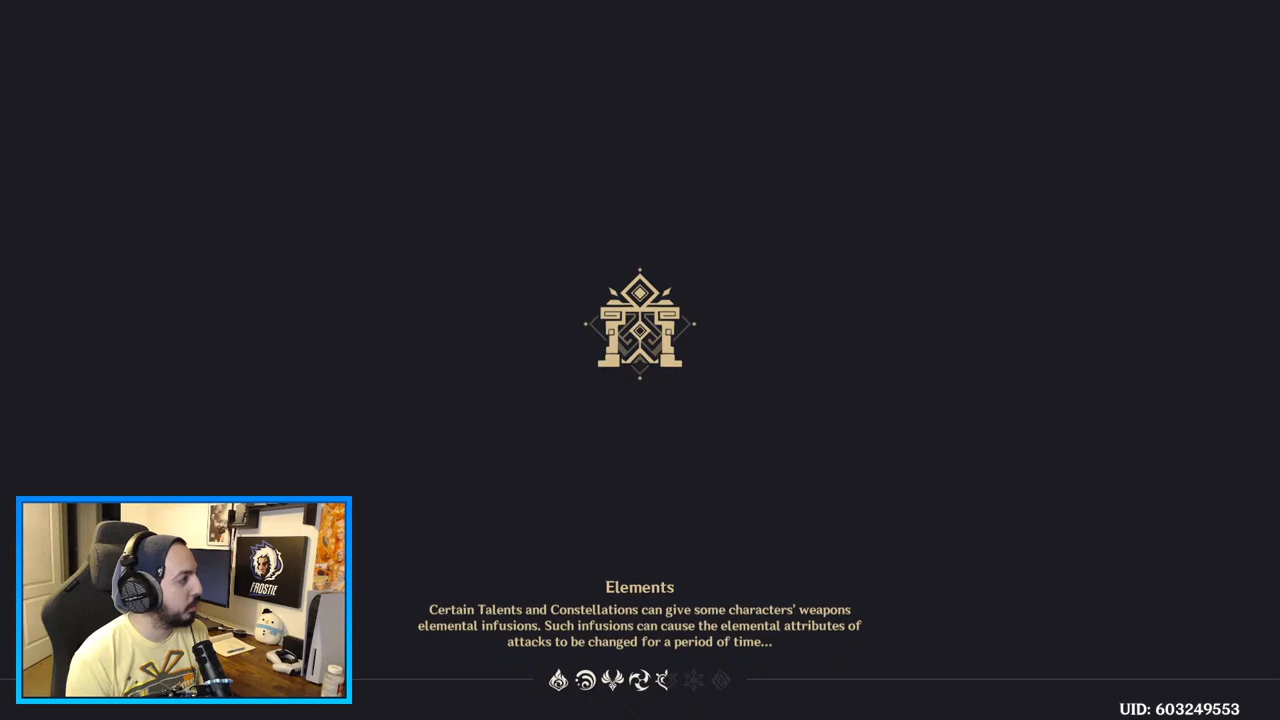 FROSTIE
Elements
Certain Talents and Constellations can give some characters' weapons
elemental infusions. Such infusions can cause the elemental attributes of
attacks to be changed for a period of time...
UID: 603249553